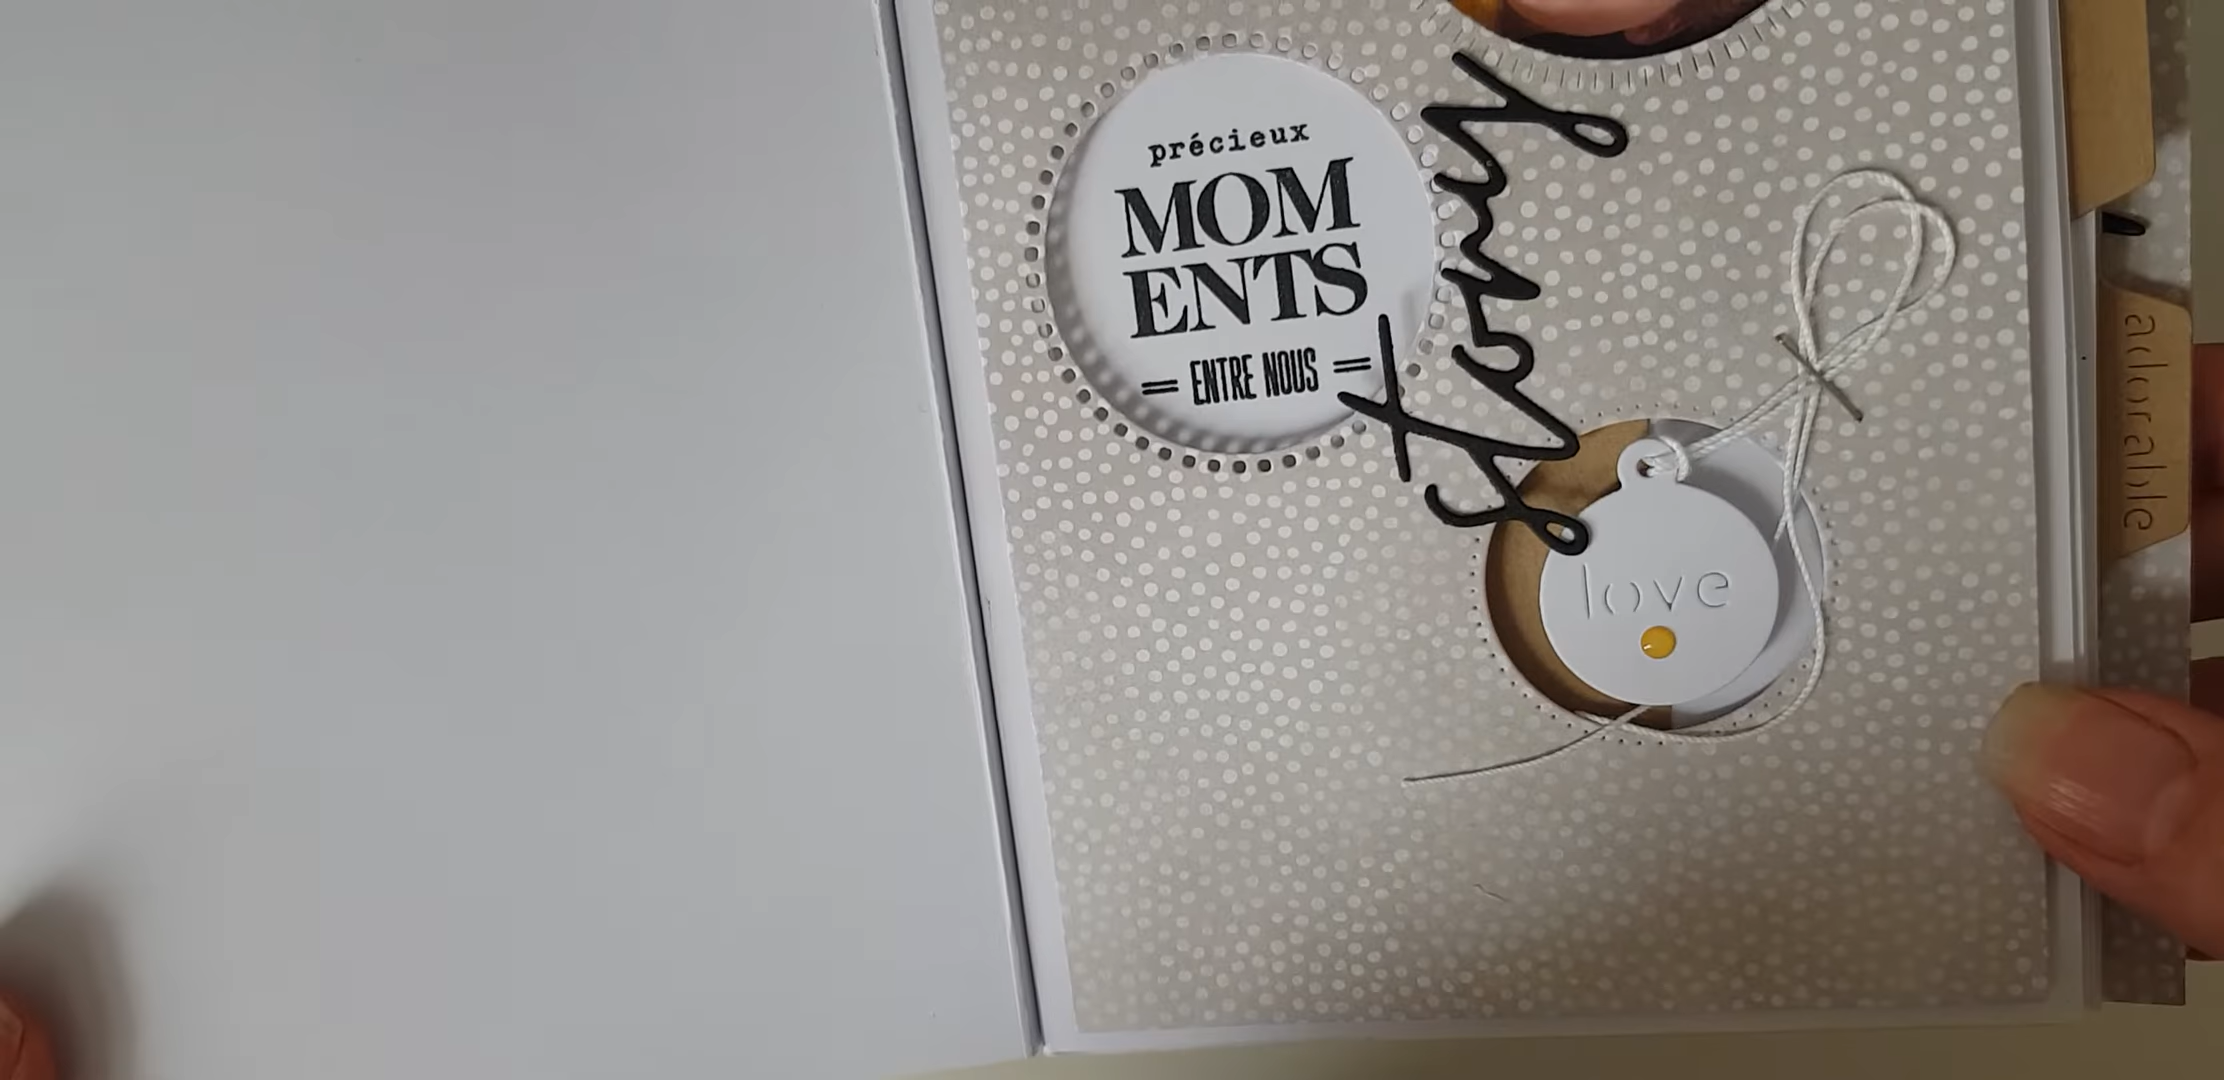 précieux
MOM
ENTS
= ENTRE NOUS =
story
love
adorable